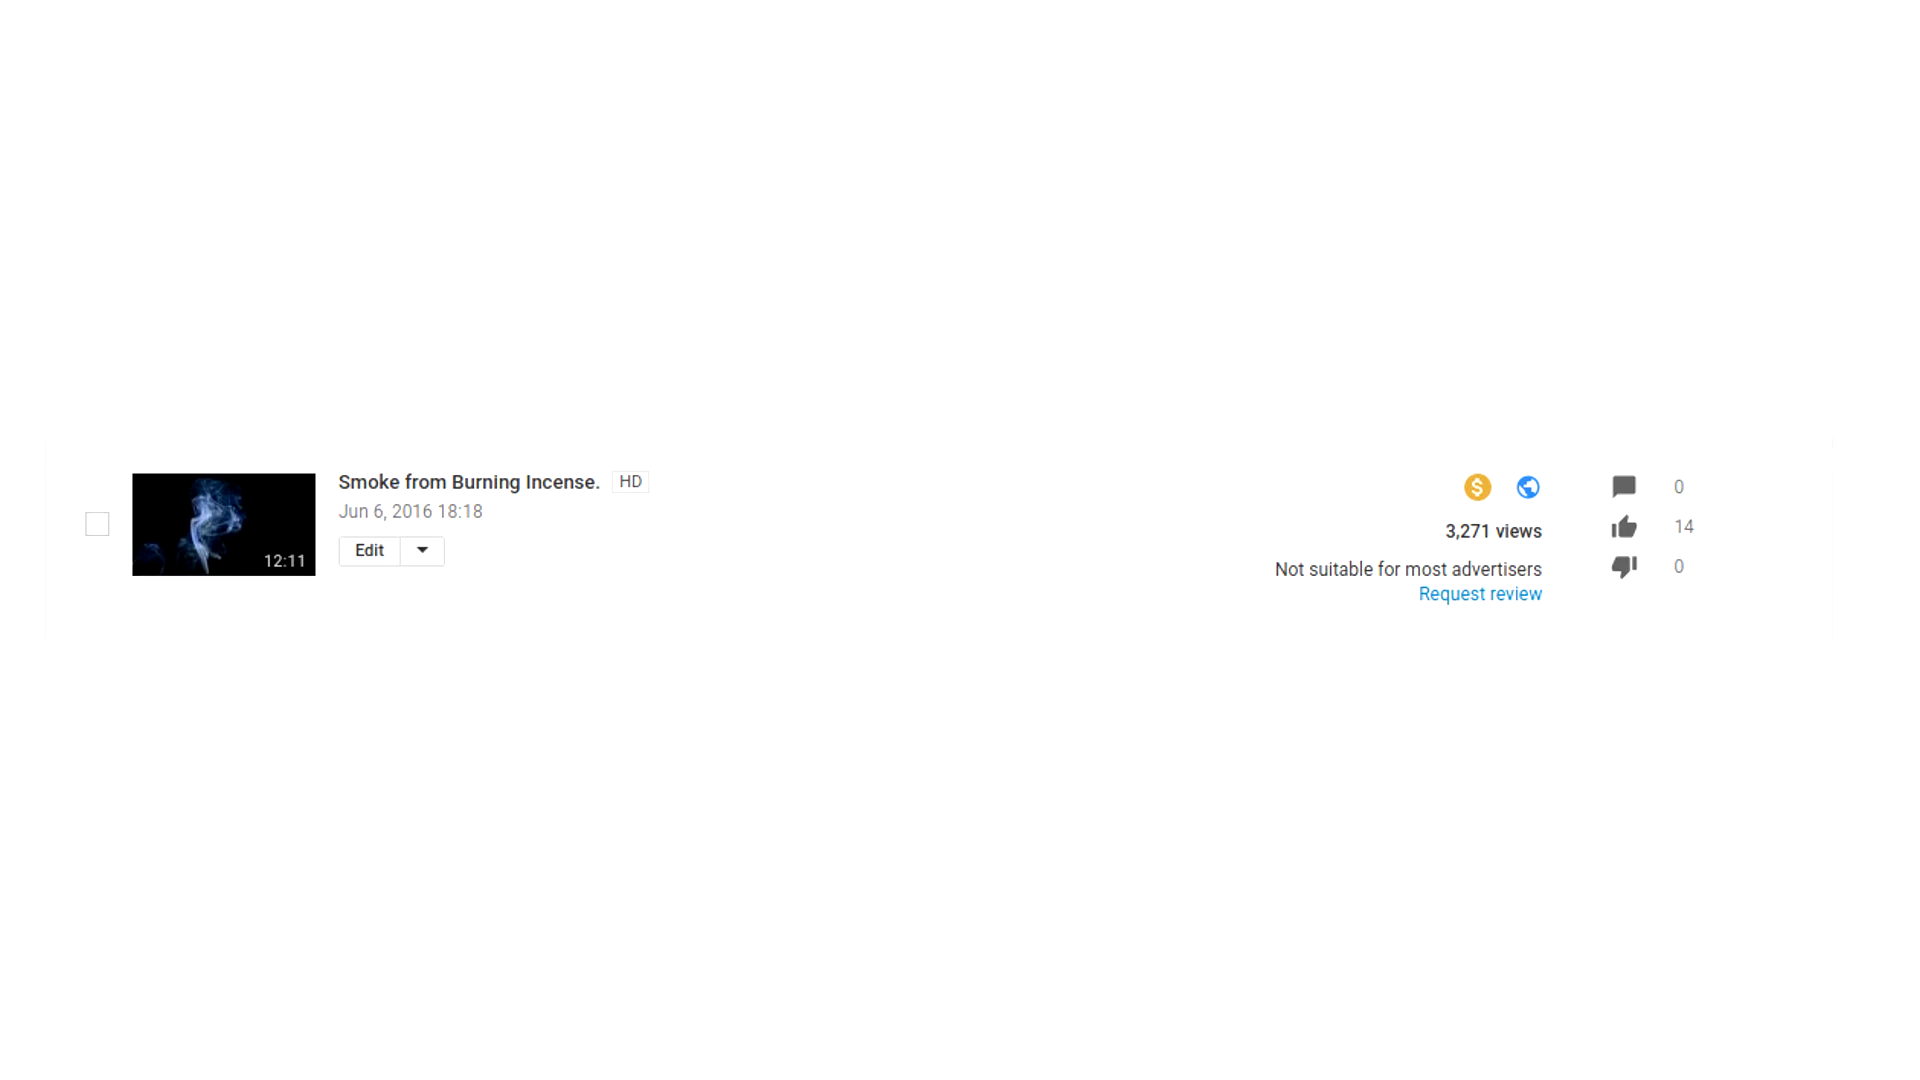 Smoke from Burning Incense. HD
Jun 6, 2016 18:18
Edit
12:11
$
3,271 views
Not suitable for most advertisers
Request review
0
14
0